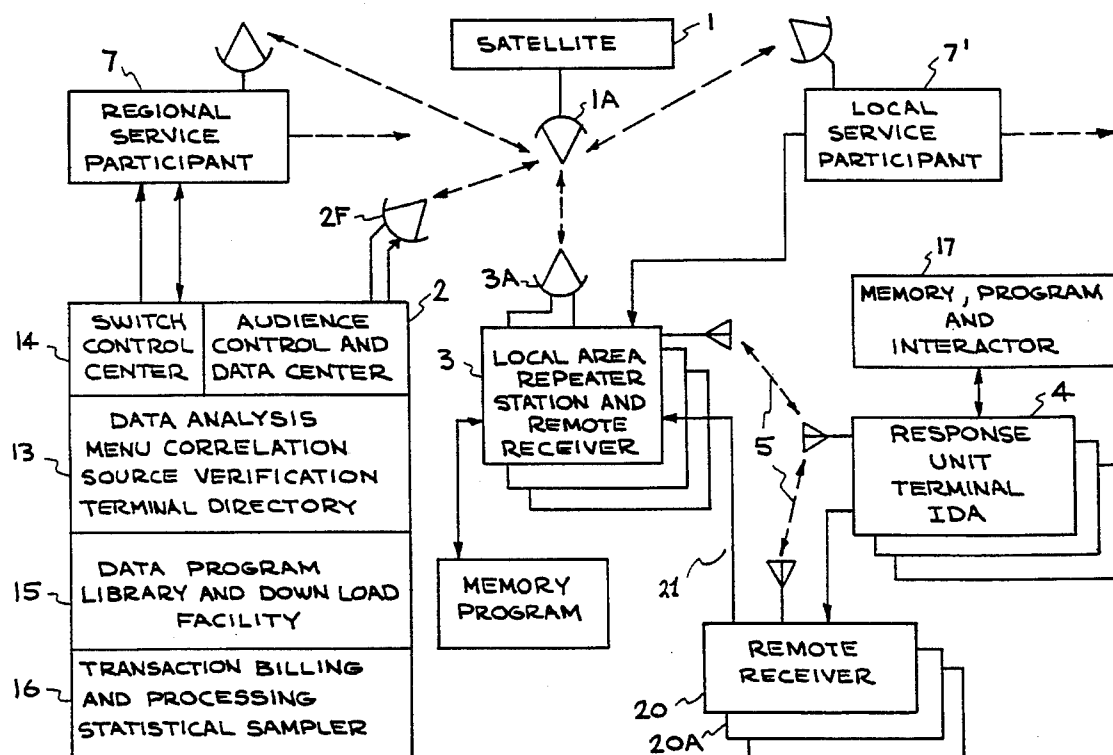 7
SATELLITE
1
7'
REGIONAL
SERVICE
PARTICIPANT
1A
LOCAL
SERVICE
PARTICIPANT
2F
3A
17
MEMORY, PROGRAM
AND
INTERACTOR
2
14
SWITCH
CONTROL
CENTER
AUDIENCE
CONTROL AND
DATA CENTER
3
LOCAL AREA
REPEATER
STATION AND
REMOTE
RECEIVER
5
4
RESPONSE
UNIT
TERMINAL
IDA
13
DATA ANALYSIS
MENU CORRELATION
SOURCE VERIFICATION
TERMINAL DIRECTORY
15
DATA PROGRAM
LIBRARY AND DOWN LOAD
FACILITY
MEMORY
PROGRAM
21
16
TRANSACTION BILLING
AND PROCESSING
STATISTICAL SAMPLER
REMOTE
RECEIVER
20
20A